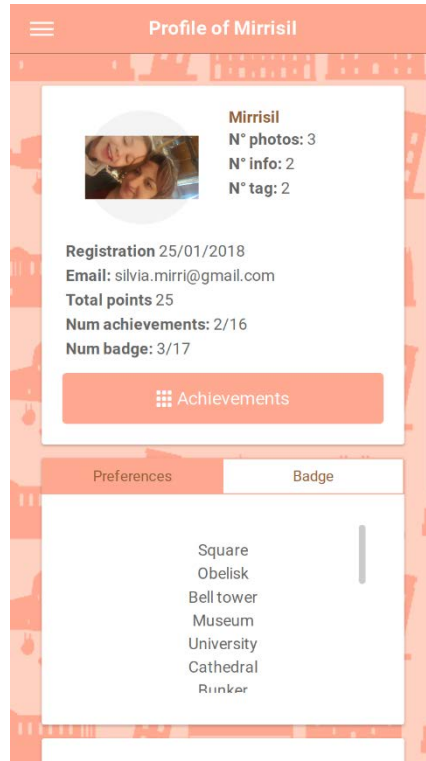 Profile of Mirrisil
Mirrisil
N° photos: 3
N° info: 2
N° tag: 2
Registration 25/01/2018
Email: silvia.mirri@gmail.com
Total points 25
Num achievements: 2/16
Num badge: 3/17
Achievements
Preferences Badge
Square
Obelisk
Bell tower
Museum
University
Cathedral
Bunker